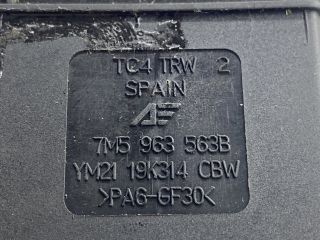 TC4 TRW 2
SPAIN
7M5 963 563B
YM21 19K314 CBW
>PA6-GF30<